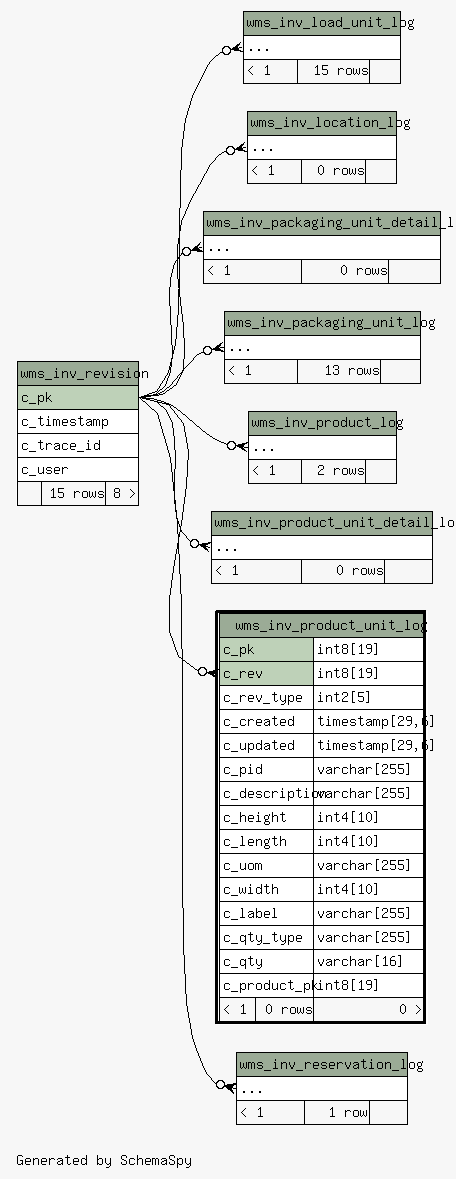 wms_inv_load_unit_log
...
< 1 15 rows
wms_inv_location_log
...
< 1 0 rows
wms_inv_packaging_unit_detail_l
...
< 1 0 rows
wms_inv_packaging_unit_log
...
< 1 13 rows
wms_inv_revision
c_pk
c_timestamp
c_trace_id
c_user
15 rows 8 >
wms_inv_product_log
...
< 1 2 rows
wms_inv_product_unit_detail_lo
...
< 1 0 rows
wms_inv_product_unit_log
c_pk int8[19]
c_rev int8[19]
c_rev_type int2[5]
c_created timestamp[29,6]
c_updated timestamp[29,6]
c_pid varchar[255]
c_description varchar[255]
c_height int4[10]
c_length int4[10]
c_uom varchar[255]
c_width int4[10]
c_label varchar[255]
c_qty_type varchar[255]
c_qty varchar[16]
c_product_pk int8[19]
< 1 0 rows 0 >
wms_inv_reservation_log
...
< 1 1 row
Generated by SchemaSpy